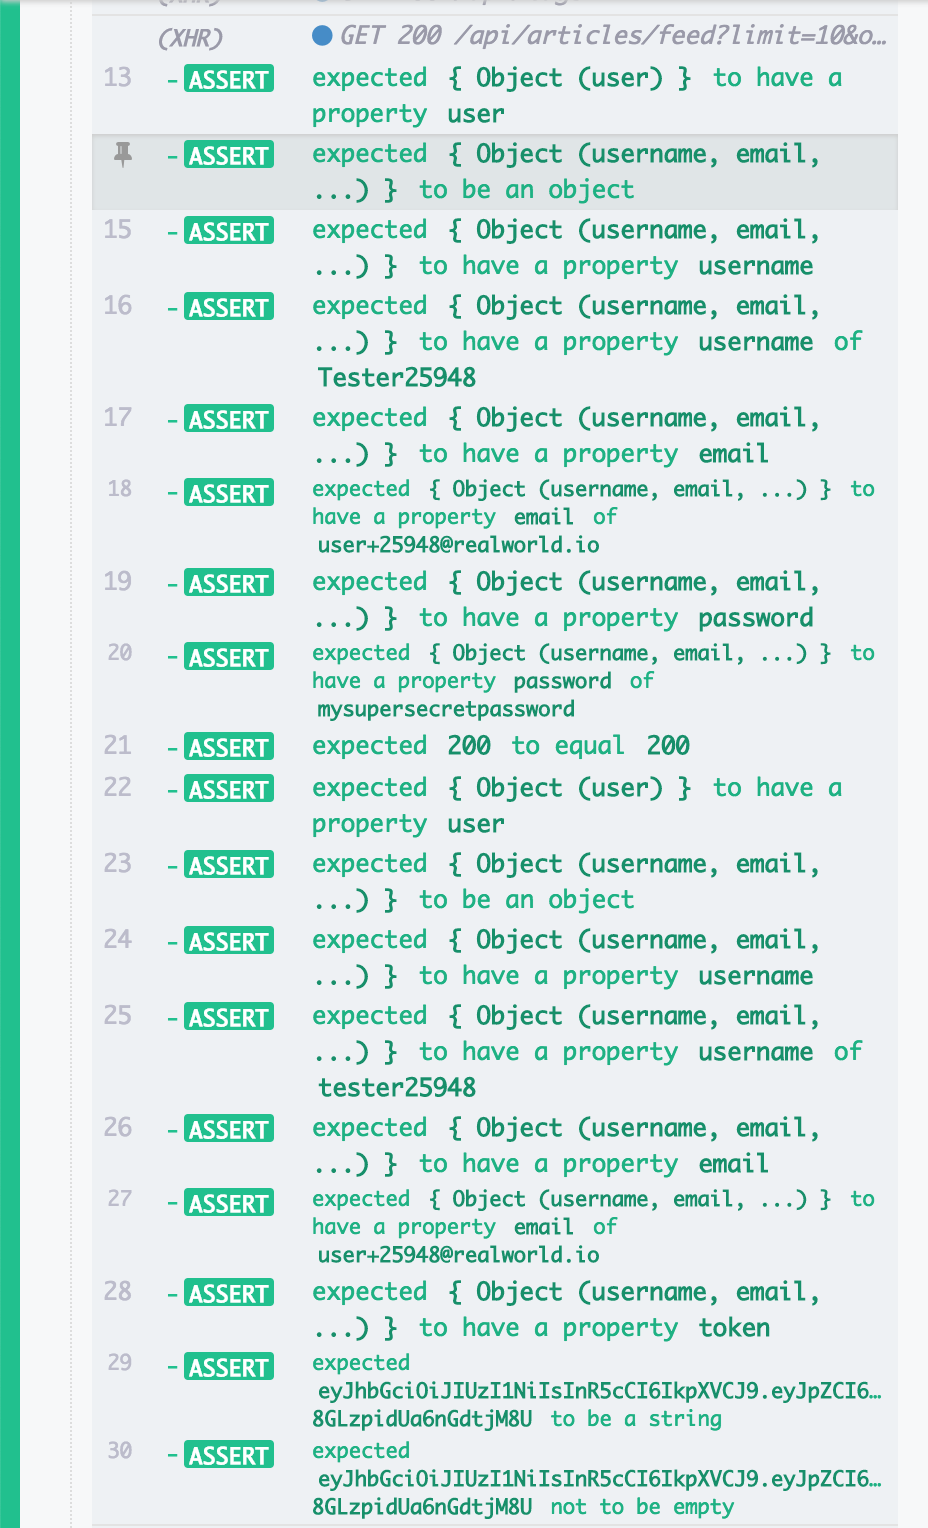 (XHR) GET 200 /api/articles/feed?limit=10&o...
13 -ASSERT expected { Object (user) } to have a
property user
-ASSERT expected { Object (username, email,
...) } to be an object
15 -ASSERT expected { Object (username, email,
...) } to have a property username
16 -ASSERT expected { Object (username, email,
...) } to have a property username of
Tester25948
17 -ASSERT expected { Object (username, email,
...) } to have a property email
18 -ASSERT expected { Object (username, email, ...) } to
have a property email of
user+25948@realworld.io
19 -ASSERT expected { Object (username, email,
...) } to have a property password
20 -ASSERT expected { Object (username, email, ...) } to
have a property password of
mysupersecretpassword
21 -ASSERT expected 200 to equal 200
22 -ASSERT expected { Object (user) } to have a
property user
23 -ASSERT expected { Object (username, email,
...) } to be an object
24 -ASSERT expected { Object (username, email,
...) } to have a property username
25 -ASSERT expected { Object (username, email,
...) } to have a property username of
tester25948
26 -ASSERT expected { Object (username, email,
...) } to have a property email
27 -ASSERT expected { Object (username, email, ...) } to
have a property email of
user+25948@realworld.io
28 -ASSERT expected { Object (username, email,
...) } to have a property token
29 -ASSERT expected
eyJhbGciOiJIUzI1NiIsInR5cCI6IkpXVCJ9.eyJpZCI6...
8GLzpidUa6nGdtjM8U to be a string
30 -ASSERT expected
eyJhbGciOiJIUzI1NiIsInR5cCI6IkpXVCJ9.eyJpZCI6...
8GLzpidUa6nGdtjM8U not to be empty